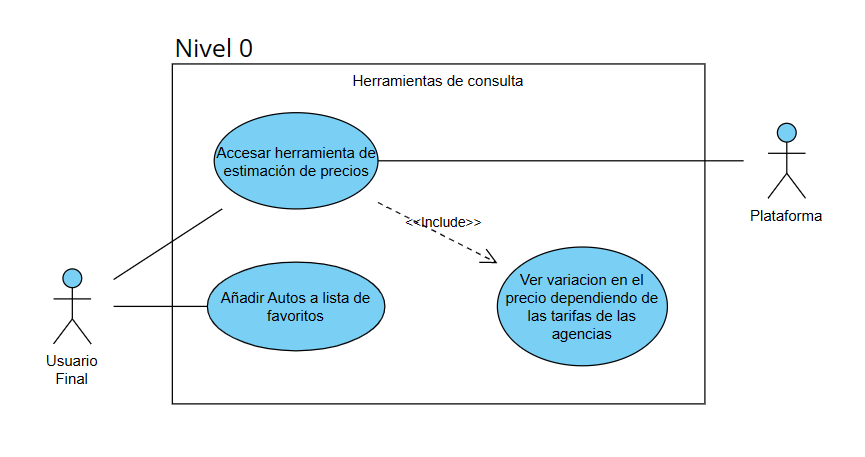 Nivel 0
Herramientas de consulta
Accesar herramienta de
estimación de precios
<<Include>>
Plataforma
Añadir Autos a lista de
favoritos
Ver variacion en el
precio dependiendo de
las tarifas de las
agencias
Usuario
Final